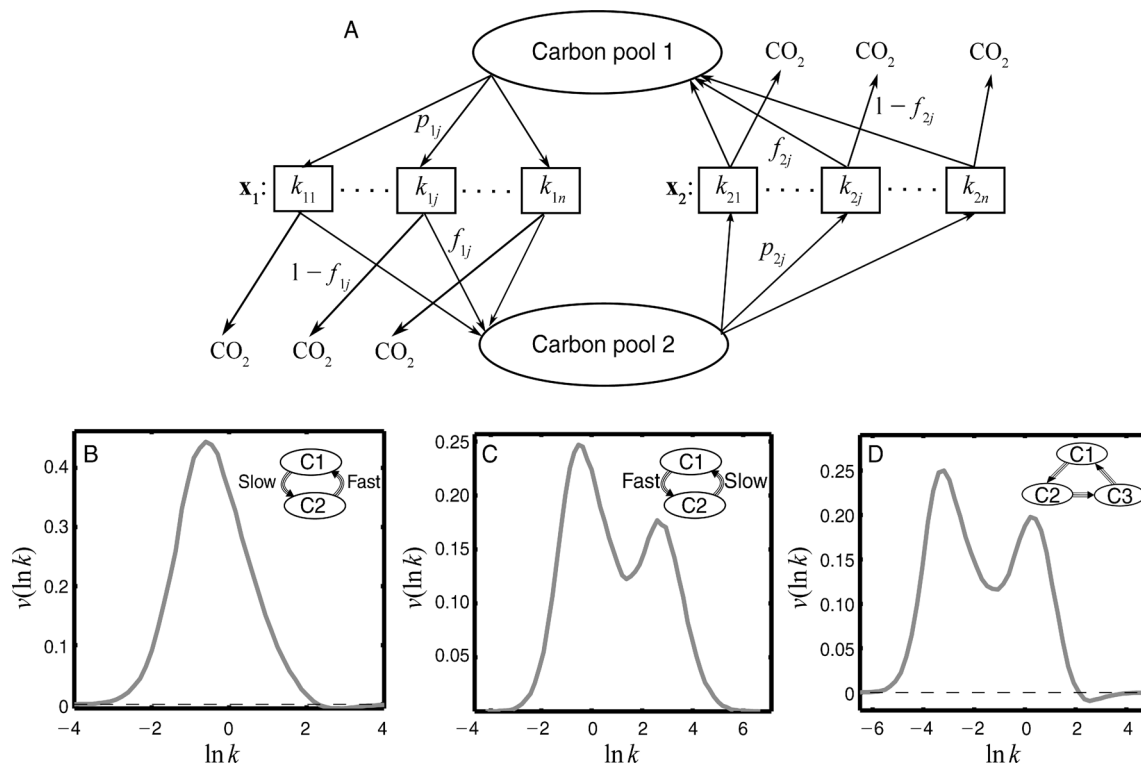 A
Carbon pool 1
CO₂ CO₂ CO₂
p₁ⱼ
1 − f₂ⱼ
f₂ⱼ
x₁: k₁₁ · · · · k₁ⱼ · · · · k₁ₙ
x₂: k₂₁ · · · · k₂ⱼ · · · · k₂ₙ
f₁ⱼ
1 − f₁ⱼ
p₂ⱼ
CO₂ CO₂ CO₂
Carbon pool 2
B
C1
Slow Fast
C2
0.4
0.3
0.2
0.1
0
−4 −2 0 2 4
v(ln k)
ln k
C
C1
Fast Slow
C2
0.25
0.20
0.15
0.10
0.05
−4 −2 0 2 4 6
v(ln k)
ln k
D
C1
C2 C3
0.25
0.20
0.15
0.10
0.05
0
−6 −4 −2 0 2 4
v(ln k)
ln k